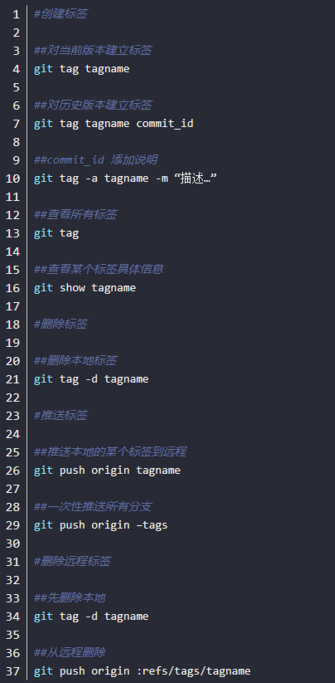 1 #创建标签
2
3 ##对当前版本建立标签
4 git tag tagname
5
6 ##对历史版本建立标签
7 git tag tagname commit_id
8
9 ##commit_id 添加说明
10 git tag -a tagname -m “描述…”
11
12 ##查看所有标签
13 git tag
14
15 ##查看某个标签具体信息
16 git show tagname
17
18 #删除标签
19
20 ##删除本地标签
21 git tag -d tagname
22
23 #推送标签
24
25 ##推送本地的某个标签到远程
26 git push origin tagname
27
28 ##一次性推送所有分支
29 git push origin –tags
30
31 #删除远程标签
32
33 ##先删除本地
34 git tag -d tagname
35
36 ##从远程删除
37 git push origin :refs/tags/tagname